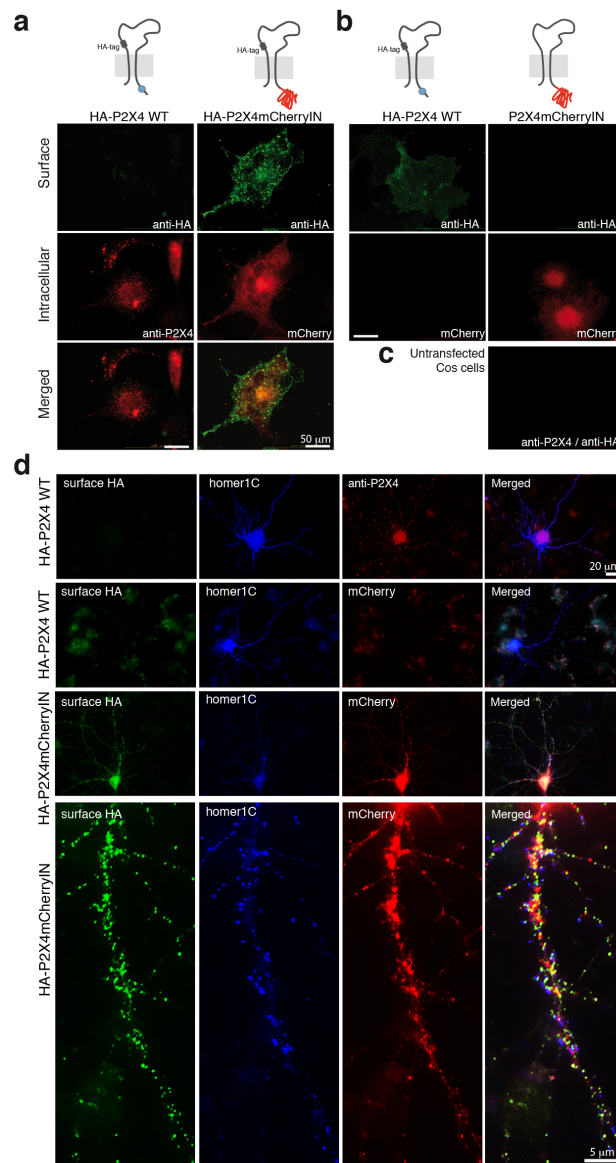 a
b
HA-tag
HA-tag
HA-tag
HA-P2X4 WT
HA-P2X4mCherryIN
HA-P2X4 WT
P2X4mCherryIN
Surface
anti-HA
anti-HA
anti-HA
anti-HA
Intracellular
anti-P2X4
mCherry
mCherry
mCherry
Merged
50 μm
c
Untransfected
Cos cells
anti-P2X4 / anti-HA
d
HA-P2X4 WT
surface HA
homer1C
anti-P2X4
Merged
20 μm
HA-P2X4 WT
surface HA
homer1C
mCherry
Merged
HA-P2X4mCherryIN
surface HA
homer1C
mCherry
Merged
HA-P2X4mCherryIN
surface HA
homer1C
mCherry
Merged
5 μm